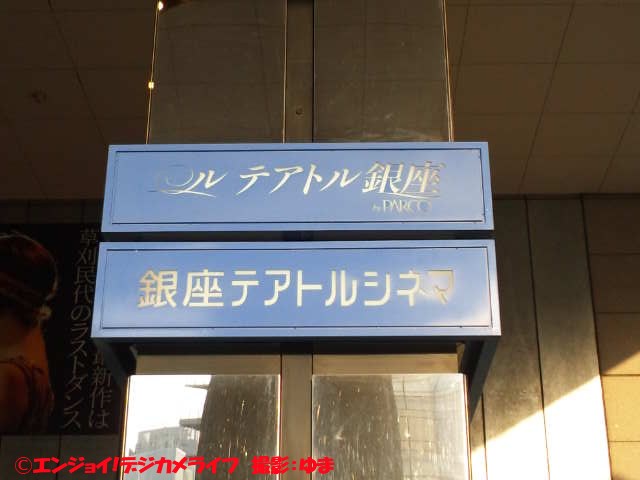 ル テアトル銀座
by PARCO
銀座テアトルシネマ
草刈民代のラストダンス
最新作は
©エンジョイ!デジカメライフ 撮影:ゆま